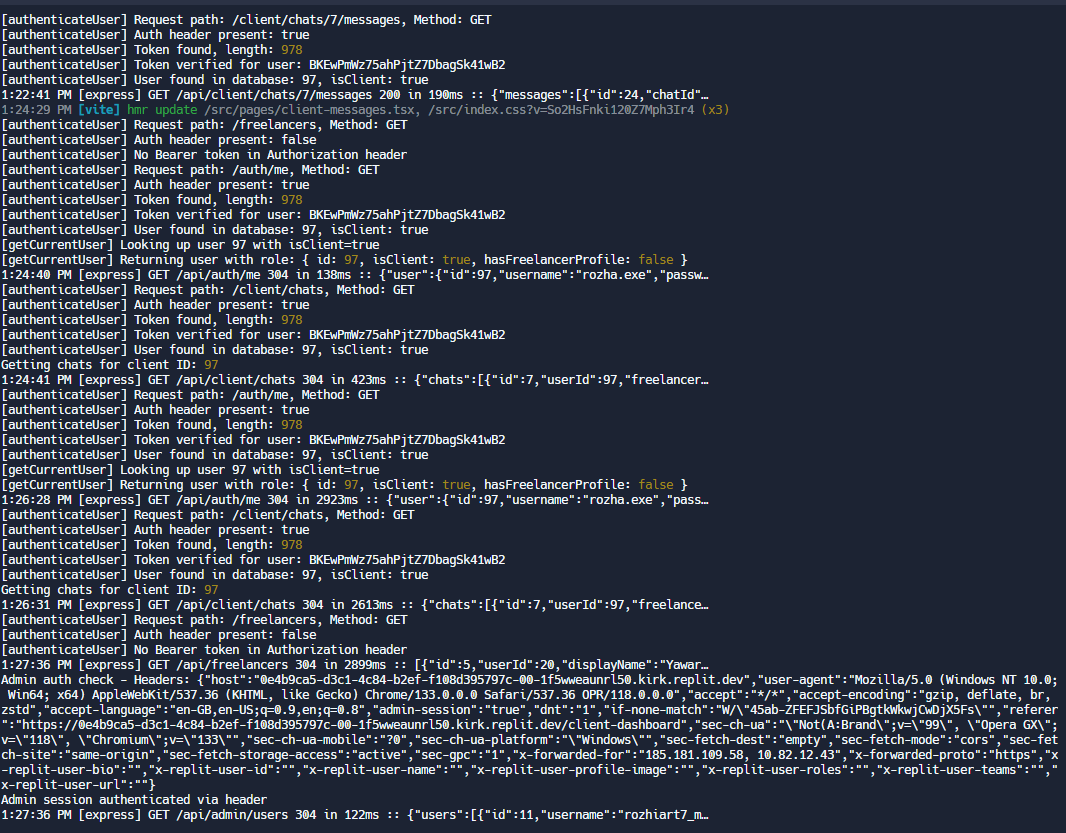 [authenticateUser] Request path: /client/chats/7/messages, Method: GET
[authenticateUser] Auth header present: true
[authenticateUser] Token found, length: 978
[authenticateUser] Token verified for user: BKEwPmWz75ahPjtZ7DbagSk41wB2
[authenticateUser] User found in database: 97, isClient: true
1:22:41 PM [express] GET /api/client/chats/7/messages 200 in 190ms :: {"messages":[{"id":24,"chatId"…
1:24:29 PM [vite] hmr update /src/pages/client-messages.tsx, /src/index.css?v=So2HsFnki120Z7Mph3Ir4 (x3)
[authenticateUser] Request path: /freelancers, Method: GET
[authenticateUser] Auth header present: false
[authenticateUser] No Bearer token in Authorization header
[authenticateUser] Request path: /auth/me, Method: GET
[authenticateUser] Auth header present: true
[authenticateUser] Token found, length: 978
[authenticateUser] Token verified for user: BKEwPmWz75ahPjtZ7DbagSk41wB2
[authenticateUser] User found in database: 97, isClient: true
[getCurrentUser] Looking up user 97 with isClient=true
[getCurrentUser] Returning user with role: { id: 97, isClient: true, hasFreelancerProfile: false }
1:24:40 PM [express] GET /api/auth/me 304 in 138ms :: {"user":{"id":97,"username":"rozha.exe","passw…
[authenticateUser] Request path: /client/chats, Method: GET
[authenticateUser] Auth header present: true
[authenticateUser] Token found, length: 978
[authenticateUser] Token verified for user: BKEwPmWz75ahPjtZ7DbagSk41wB2
[authenticateUser] User found in database: 97, isClient: true
Getting chats for client ID: 97
1:24:41 PM [express] GET /api/client/chats 304 in 423ms :: {"chats":[{"id":7,"userId":97,"freelancer…
[authenticateUser] Request path: /auth/me, Method: GET
[authenticateUser] Auth header present: true
[authenticateUser] Token found, length: 978
[authenticateUser] Token verified for user: BKEwPmWz75ahPjtZ7DbagSk41wB2
[authenticateUser] User found in database: 97, isClient: true
[getCurrentUser] Looking up user 97 with isClient=true
[getCurrentUser] Returning user with role: { id: 97, isClient: true, hasFreelancerProfile: false }
1:26:28 PM [express] GET /api/auth/me 304 in 2923ms :: {"user":{"id":97,"username":"rozha.exe","pass…
[authenticateUser] Request path: /client/chats, Method: GET
[authenticateUser] Auth header present: true
[authenticateUser] Token found, length: 978
[authenticateUser] Token verified for user: BKEwPmWz75ahPjtZ7DbagSk41wB2
[authenticateUser] User found in database: 97, isClient: true
Getting chats for client ID: 97
1:26:31 PM [express] GET /api/client/chats 304 in 2613ms :: {"chats":[{"id":7,"userId":97,"freelance…
[authenticateUser] Request path: /freelancers, Method: GET
[authenticateUser] Auth header present: false
[authenticateUser] No Bearer token in Authorization header
1:27:36 PM [express] GET /api/freelancers 304 in 2899ms :: [{"id":5,"userId":20,"displayName":"Yawar…
Admin auth check - Headers: {"host":"0e4b9ca5-d3c1-4c84-b2ef-f108d395797c-00-1f5wweaunrl50.kirk.replit.dev","user-agent":"Mozilla/5.0 (Windows NT 10.0;
 Win64; x64) AppleWebKit/537.36 (KHTML, like Gecko) Chrome/133.0.0.0 Safari/537.36 OPR/118.0.0.0","accept":"*/*","accept-encoding":"gzip, deflate, br,
zstd","accept-language":"en-GB,en-US;q=0.9,en;q=0.8","admin-session":"true","dnt":"1","if-none-match":"W/\"45ab-ZFEFJSbfGiPBgtkWkwjCwDjX5Fs\"","referer
":"https://0e4b9ca5-d3c1-4c84-b2ef-f108d395797c-00-1f5wweaunrl50.kirk.replit.dev/client-dashboard","sec-ch-ua":"\"Not(A:Brand\";v=\"99\", \"Opera GX\";
v=\"118\", \"Chromium\";v=\"133\"","sec-ch-ua-mobile":"?0","sec-ch-ua-platform":"\"Windows\"","sec-fetch-dest":"empty","sec-fetch-mode":"cors","sec-fet
ch-site":"same-origin","sec-fetch-storage-access":"active","sec-gpc":"1","x-forwarded-for":"185.181.109.58, 10.82.12.43","x-forwarded-proto":"https","x
-replit-user-bio":"","x-replit-user-id":"","x-replit-user-name":"","x-replit-user-profile-image":"","x-replit-user-roles":"","x-replit-user-teams":"","
x-replit-user-url":""}
Admin session authenticated via header
1:27:36 PM [express] GET /api/admin/users 304 in 122ms :: {"users":[{"id":11,"username":"rozhiart7_m…